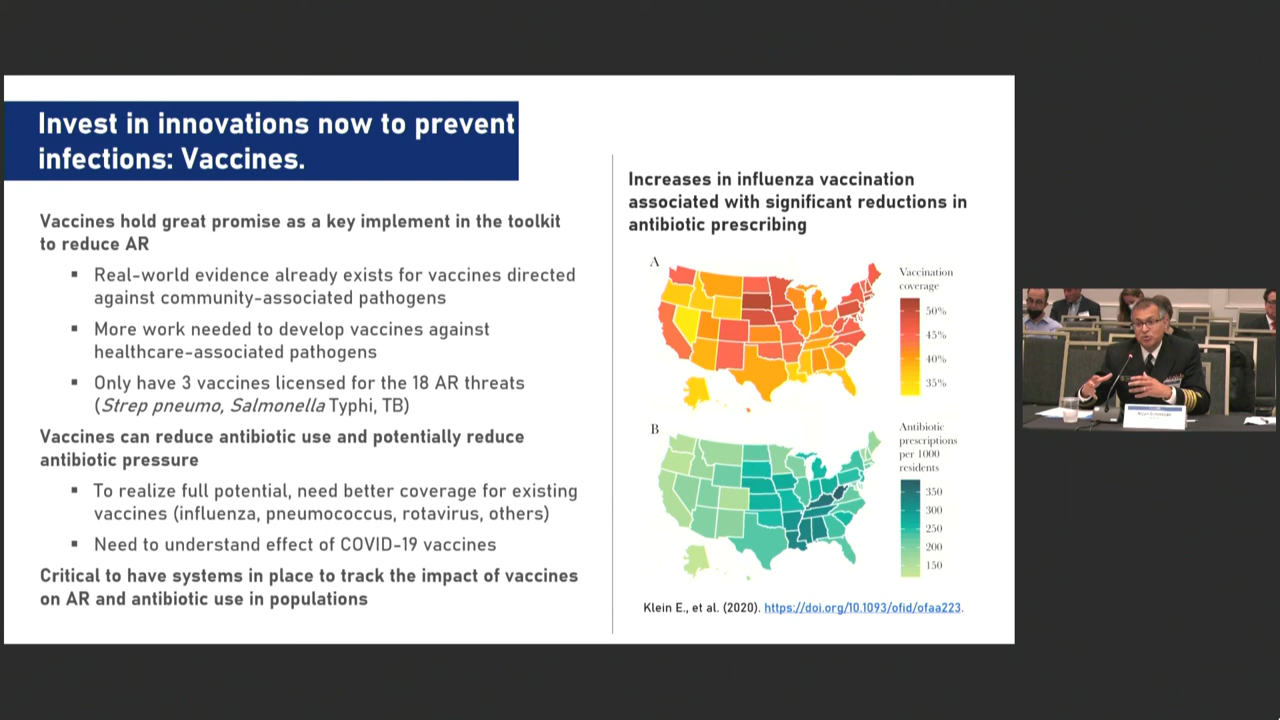 Invest in innovations now to prevent
infections: Vaccines.
Vaccines hold great promise as a key implement in the toolkit
to reduce AR
▪ Real-world evidence already exists for vaccines directed
against community-associated pathogens
▪ More work needed to develop vaccines against
healthcare-associated pathogens
▪ Only have 3 vaccines licensed for the 18 AR threats
(Strep pneumo, Salmonella Typhi, TB)
Vaccines can reduce antibiotic use and potentially reduce
antibiotic pressure
▪ To realize full potential, need better coverage for existing
vaccines (influenza, pneumococcus, rotavirus, others)
▪ Need to understand effect of COVID-19 vaccines
Critical to have systems in place to track the impact of vaccines
on AR and antibiotic use in populations
Increases in influenza vaccination
associated with significant reductions in
antibiotic prescribing
A
Vaccination
coverage
50%
45%
40%
35%
B
Antibiotic
prescriptions
per 1000
residents
350
300
250
200
150
Klein E., et al. (2020). https://doi.org/10.1093/ofid/ofaa223.